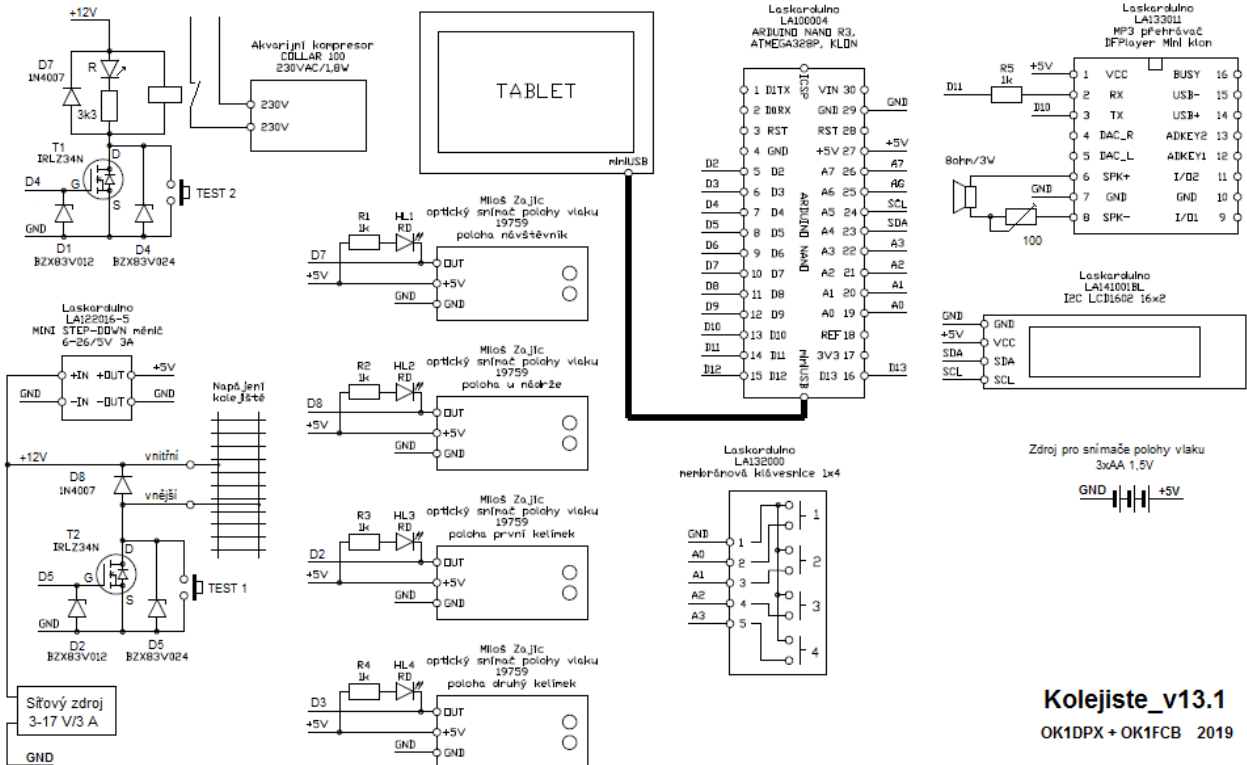 +12V
D7
1N4007
R
3k3
T1
IRLZ34N
D
G
S
D4
GND
TEST 2
D1
BZX83V012
D4
BZX83V024
Akvarijní kompresor
COLLAR 100
230VAC/1,8W
230V
230V
TABLET
miniUSB
Laskarduino
LA122016-5
MINI STEP-DOWN měnič
6-26/5V 3A
+IN +OUT
-IN -OUT
+5V
GND
GND
Napájení
kolejiště
+12V
vnitřní
D8
1N4007
vnější
T2
IRLZ34N
D
G
S
D5
GND
TEST 1
D2
BZX83V012
D5
BZX83V024
Síťový zdroj
3-17 V/3 A
GND
Miloš Zajíc
optický snímač polohy vlaku
19759
poloha návštěvník
R1
1k
HL1
RD
D7
+5V
GND
OUT
+5V
GND
Miloš Zajíc
optický snímač polohy vlaku
19759
poloha u nádrže
R2
1k
HL2
RD
D8
+5V
GND
OUT
+5V
GND
Miloš Zajíc
optický snímač polohy vlaku
19759
poloha první kelímek
R3
1k
HL3
RD
D2
+5V
GND
OUT
+5V
GND
Miloš Zajíc
optický snímač polohy vlaku
19759
poloha druhý kelímek
R4
1k
HL4
RD
D3
+5V
GND
OUT
+5V
GND
Laskarduino
LA100004
ARDUINO NANO R3,
ATMEGA328P, KLON
ICSP
1 D1TX VIN 30
2 D0RX GND 29 GND
3 RST RST 28
4 GND +5V 27 +5V
D2 5 D2 A7 26 A7
D3 6 D3 A6 25 A6
D4 7 D4 A5 24 SCL
D5 8 D5 A4 23 SDA
D6 9 D6 A3 22 A3
D7 10 D7 A2 21 A2
D8 11 D8 A1 20 A1
D9 12 D9 A0 19 A0
D10 13 D10 REF 18
D11 14 D11 3V3 17
D12 15 D12 D13 16 D13
ARDUINO NANO
miniUSB
Laskarduino
LA132000
membránová klávesnice 1x4
GND 1
A0 2
A1 3
A2 4
A3 5
1
2
3
4
Laskarduino
LA133011
MP3 přehrávač
DFPlayer Mini klon
R5
1k
D11
+5V
D10
1 VCC BUSY 16
2 RX USB- 15
3 TX USB+ 14
4 DAC_R ADKEY2 13
5 DAC_L ADKEY1 12
6 SPK+ I/O2 11
7 GND GND 10
8 SPK- I/O1 9
8ohm/3W
GND
100
Laskarduino
LA141001BL
I2C LCD1602 16x2
GND GND
+5V VCC
SDA SDA
SCL SCL
Zdroj pro snímače polohy vlaku
3xAA 1,5V
GND +5V
Kolejiste_v13.1
OK1DPX + OK1FCB 2019